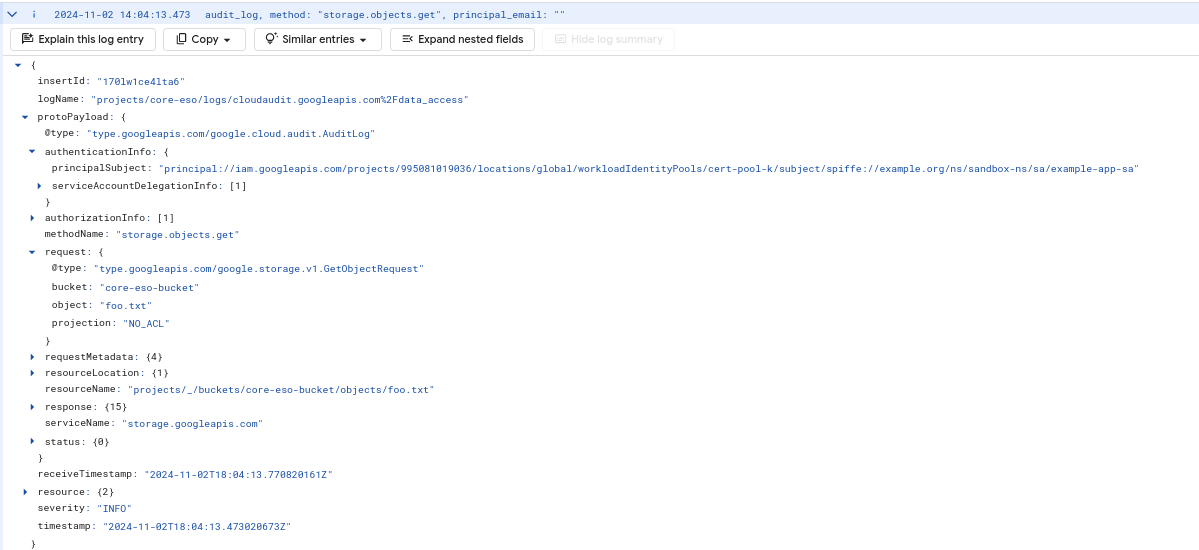 2024-11-02 14:04:13.473 audit_log, method: "storage.objects.get", principal_email: ""
Explain this log entry Copy Similar entries Expand nested fields Hide log summary
{
insertId: "170lw1ce4lta6"
logName: "projects/core-eso/logs/cloudaudit.googleapis.com%2Fdata_access"
protoPayload: {
@type: "type.googleapis.com/google.cloud.audit.AuditLog"
authenticationInfo: {
principalSubject: "principal://iam.googleapis.com/projects/995081019036/locations/global/workloadIdentityPools/cert-pool-k/subject/spiffe://example.org/ns/sandbox-ns/sa/example-app-sa"
serviceAccountDelegationInfo: [1]
}
authorizationInfo: [1]
methodName: "storage.objects.get"
request: {
@type: "type.googleapis.com/google.storage.v1.GetObjectRequest"
bucket: "core-eso-bucket"
object: "foo.txt"
projection: "NO_ACL"
}
requestMetadata: {4}
resourceLocation: {1}
resourceName: "projects/_/buckets/core-eso-bucket/objects/foo.txt"
response: {15}
serviceName: "storage.googleapis.com"
status: {0}
}
receiveTimestamp: "2024-11-02T18:04:13.770820161Z"
resource: {2}
severity: "INFO"
timestamp: "2024-11-02T18:04:13.473020673Z"
}